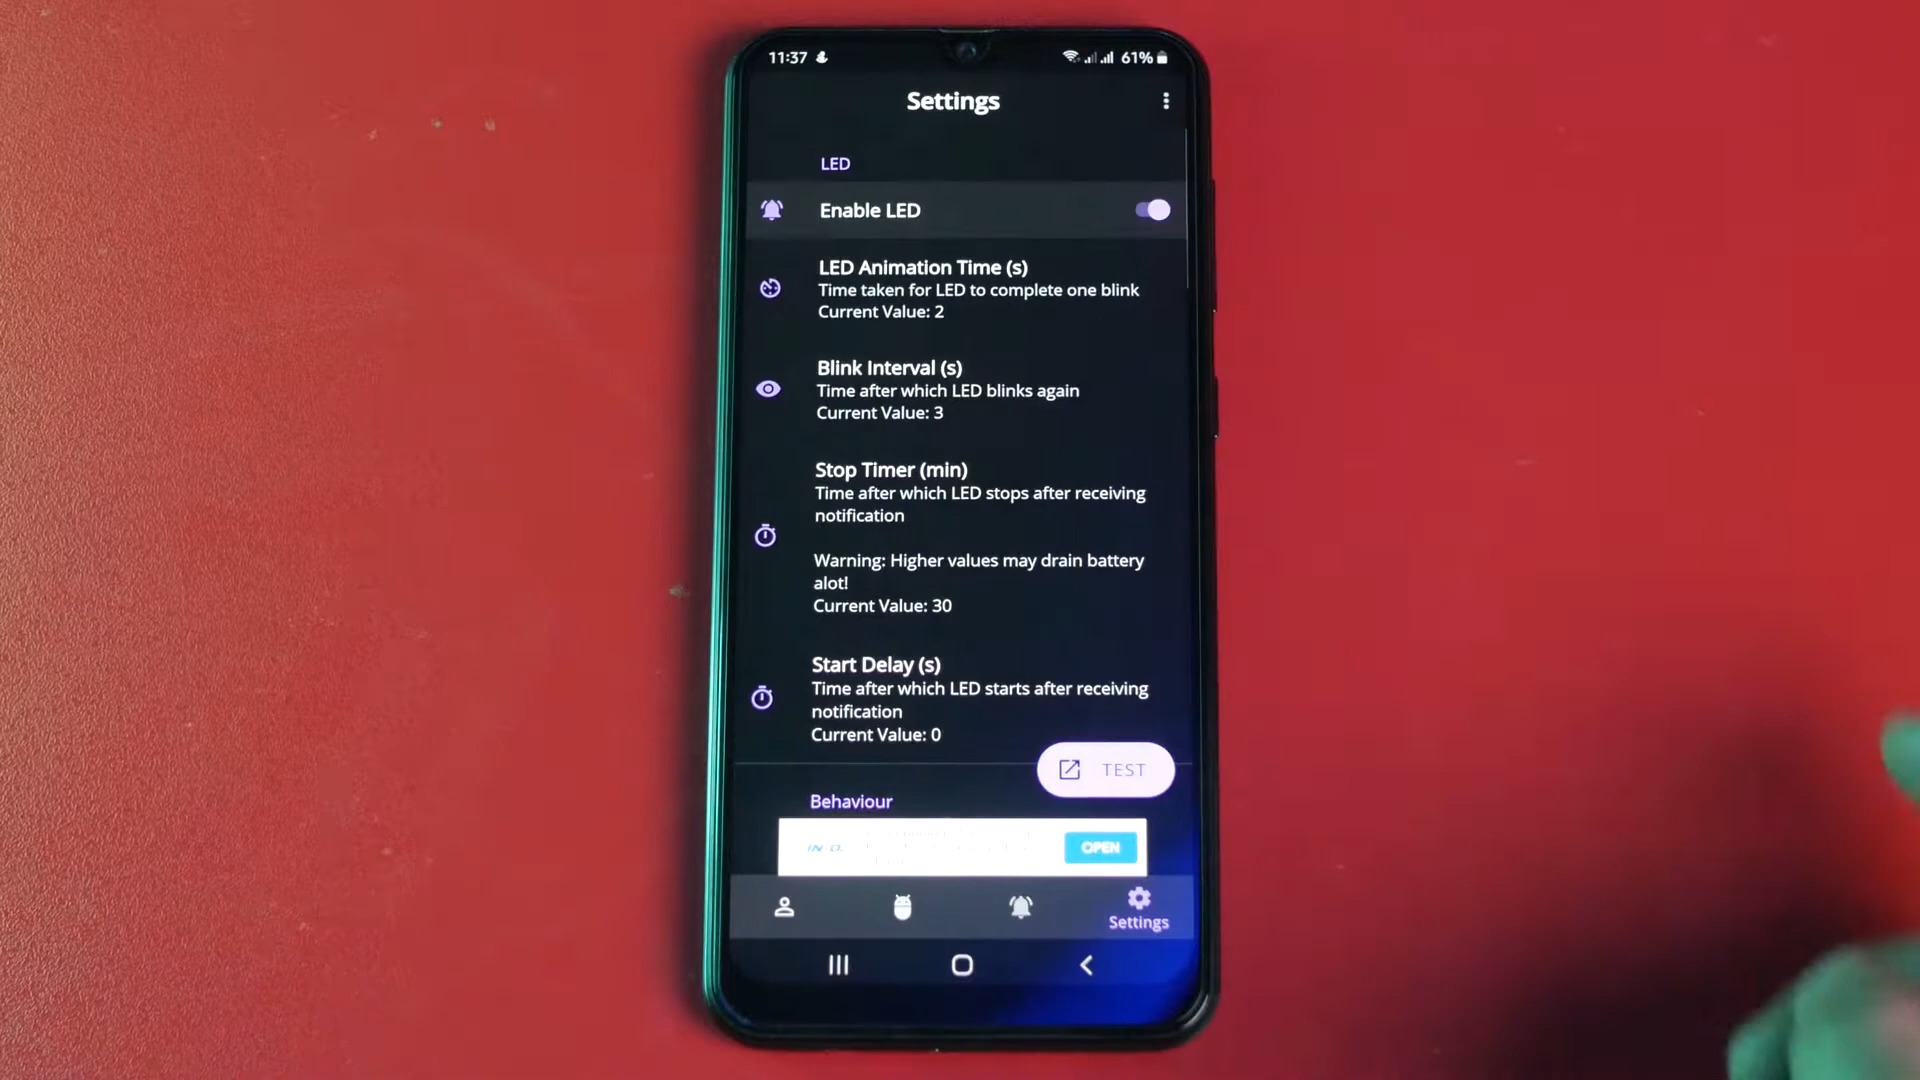 11:37
61%
Settings
LED
Enable LED
LED Animation Time (s)
Time taken for LED to complete one blink
Current Value: 2
Blink Interval (s)
Time after which LED blinks again
Current Value: 3
Stop Timer (min)
Time after which LED stops after receiving
notification
Warning: Higher values may drain battery
alot!
Current Value: 30
Start Delay (s)
Time after which LED starts after receiving
notification
Current Value: 0
TEST
Behaviour
OPEN
Settings